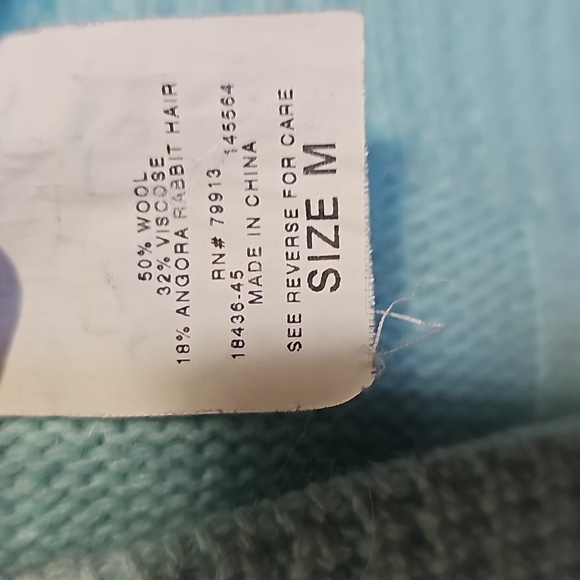 50% WOOL
32% VISCOSE
18% ANGORA RABBIT HAIR
RN# 79913
18436-45 145564
MADE IN CHINA
SEE REVERSE FOR CARE
SIZE M